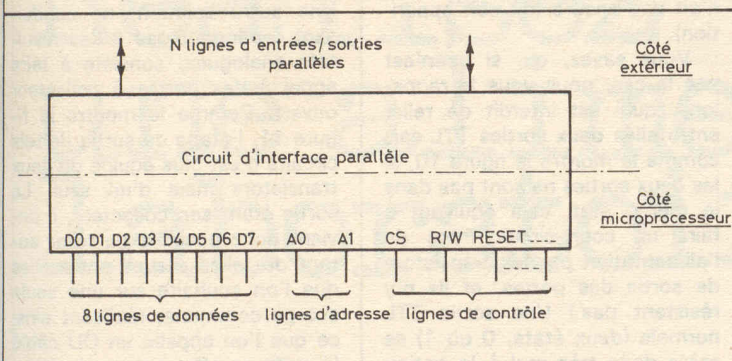 N lignes d'entrées/sorties
parallèles
Côté
extérieur
Circuit d'interface parallèle
Côté
microprocesseur
D0 D1 D2 D3 D4 D5 D6 D7 A0 A1 CS R/W RESET....
8 lignes de données
lignes d'adresse
lignes de contrôle